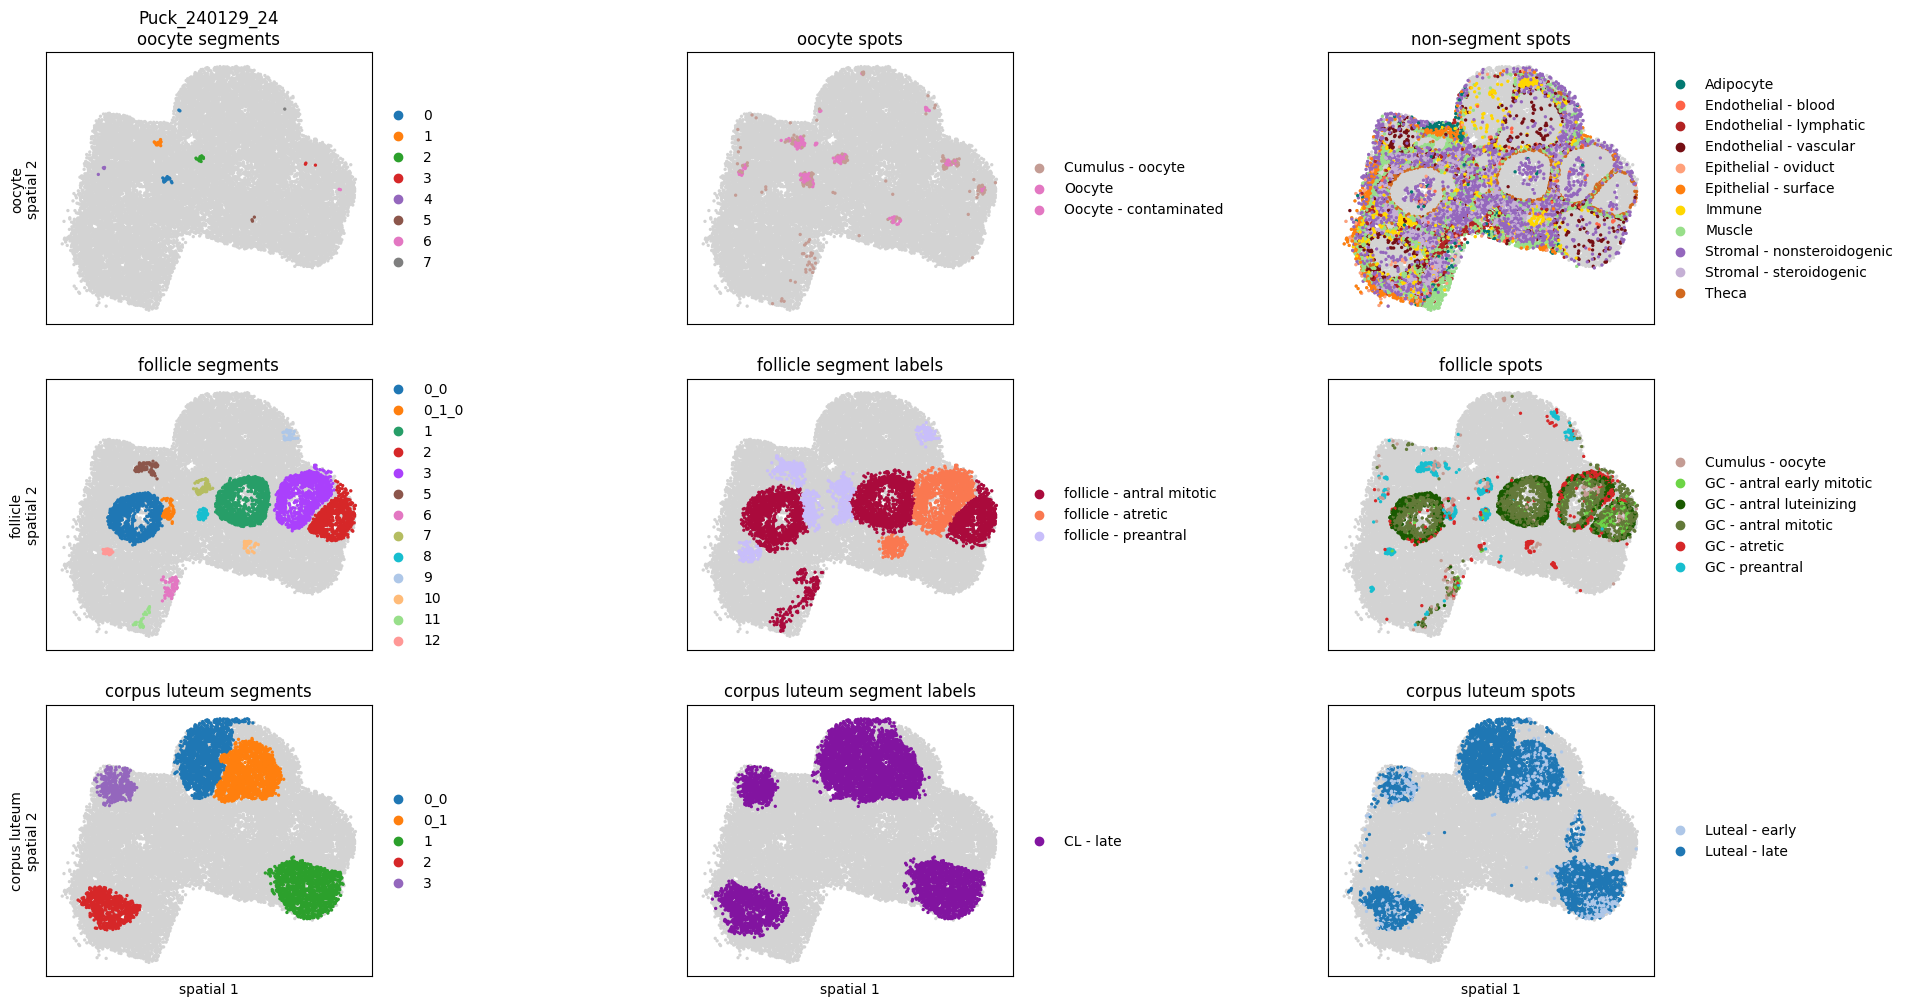 Puck_240129_24
oocyte segments
oocyte
spatial 2
0
1
2
3
4
5
6
7
oocyte spots
Cumulus - oocyte
Oocyte
Oocyte - contaminated
non-segment spots
Adipocyte
Endothelial - blood
Endothelial - lymphatic
Endothelial - vascular
Epithelial - oviduct
Epithelial - surface
Immune
Muscle
Stromal - nonsteroidogenic
Stromal - steroidogenic
Theca
follicle segments
follicle
spatial 2
0_0
0_1_0
1
2
3
5
6
7
8
9
10
11
12
follicle segment labels
follicle - antral mitotic
follicle - atretic
follicle - preantral
follicle spots
Cumulus - oocyte
GC - antral early mitotic
GC - antral luteinizing
GC - antral mitotic
GC - atretic
GC - preantral
corpus luteum segments
corpus luteum
spatial 2
spatial 1
0_0
0_1
1
2
3
corpus luteum segment labels
spatial 1
CL - late
corpus luteum spots
spatial 1
Luteal - early
Luteal - late